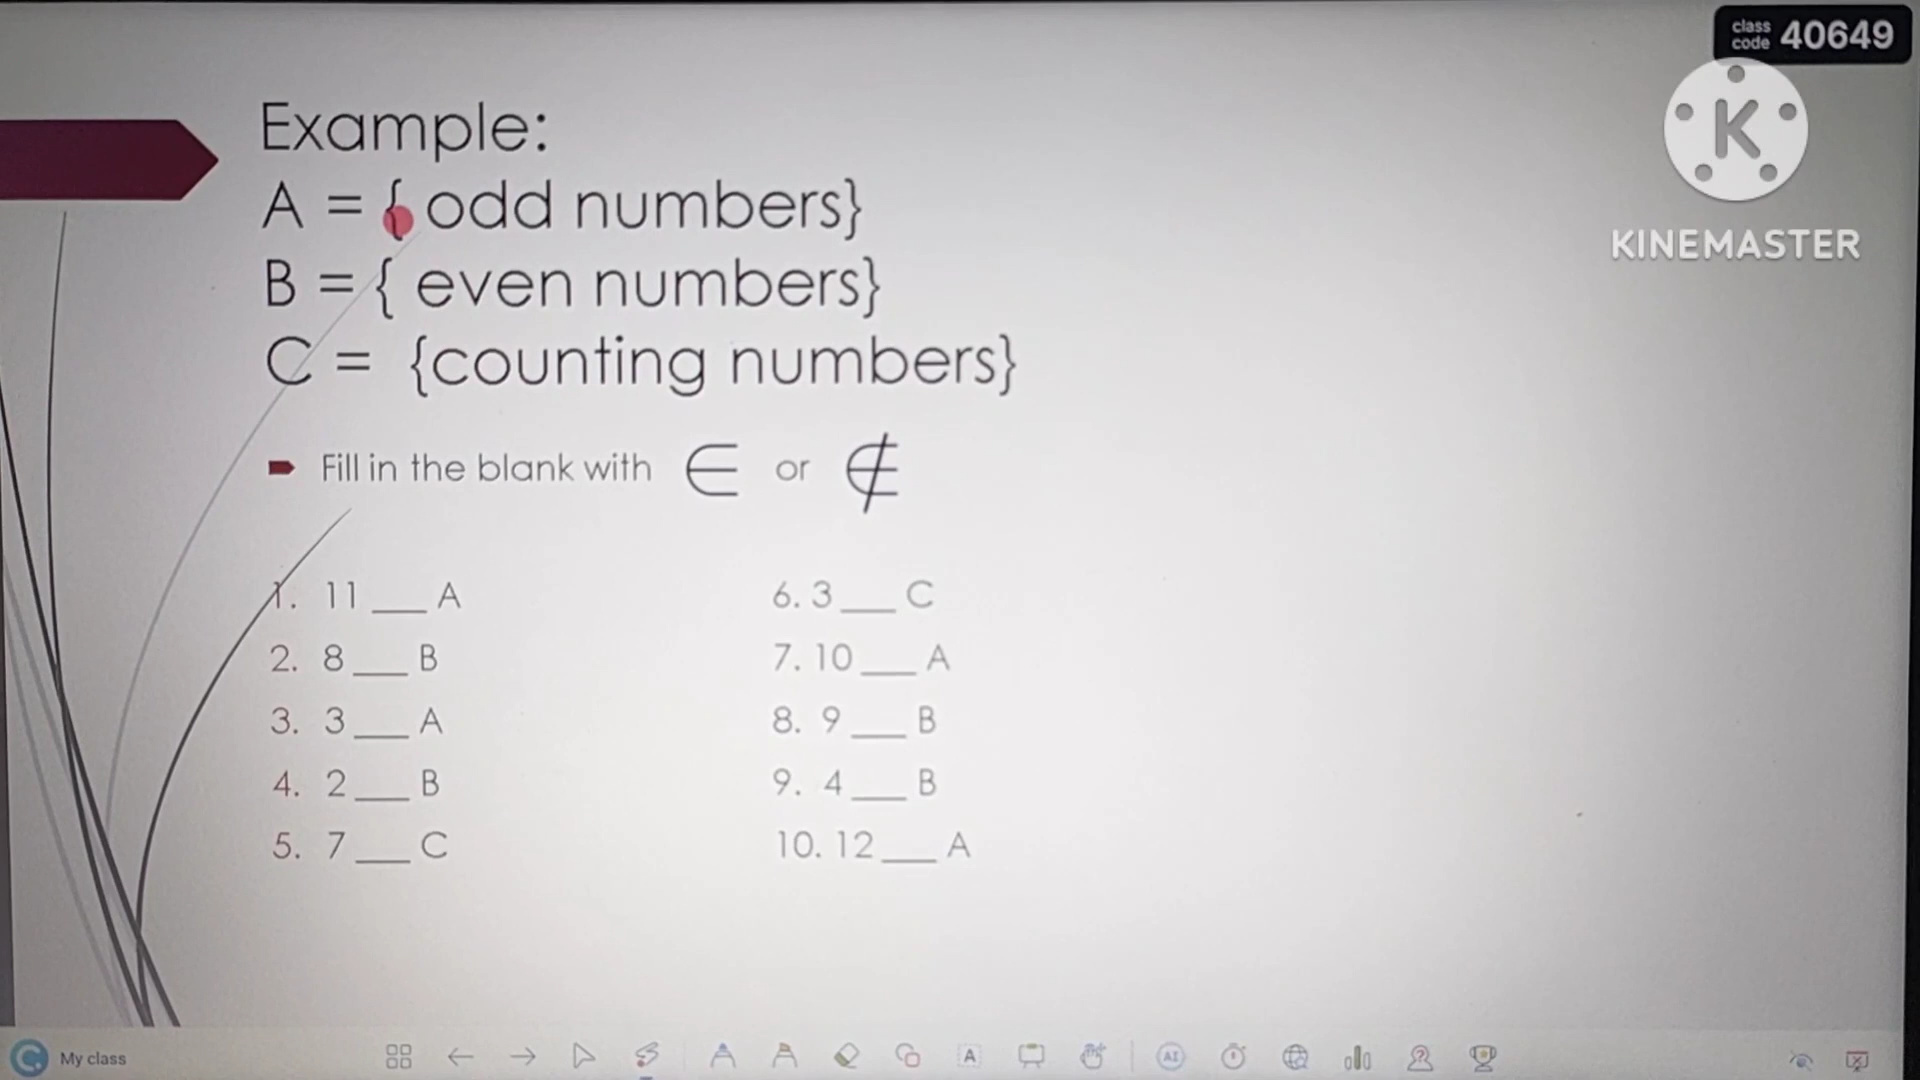 class code 40649
KINEMASTER
Example:
A = { odd numbers}
B = { even numbers}
C = {counting numbers}
Fill in the blank with ∈ or ∉
1. 11 ___ A
2. 8 ___ B
3. 3 ___ A
4. 2 ___ B
5. 7 ___ C
6. 3 ___ C
7. 10 ___ A
8. 9 ___ B
9. 4 ___ B
10. 12 ___ A
My class
A
AI